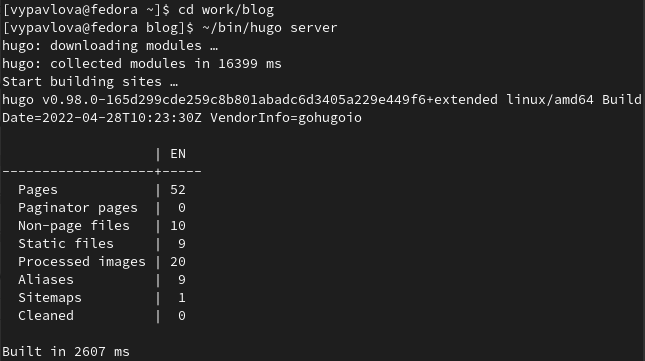 [vypavlova@fedora ~]$ cd work/blog
[vypavlova@fedora blog]$ ~/bin/hugo server
hugo: downloading modules …
hugo: collected modules in 16399 ms
Start building sites …
hugo v0.98.0-165d299cde259c8b801abadc6d3405a229e449f6+extended linux/amd64 Build
Date=2022-04-28T10:23:30Z VendorInfo=gohugoio
                   | EN
-------------------+-----
  Pages            | 52
  Paginator pages  |  0
  Non-page files   | 10
  Static files     |  9
  Processed images | 20
  Aliases          |  9
  Sitemaps         |  1
  Cleaned          |  0
Built in 2607 ms